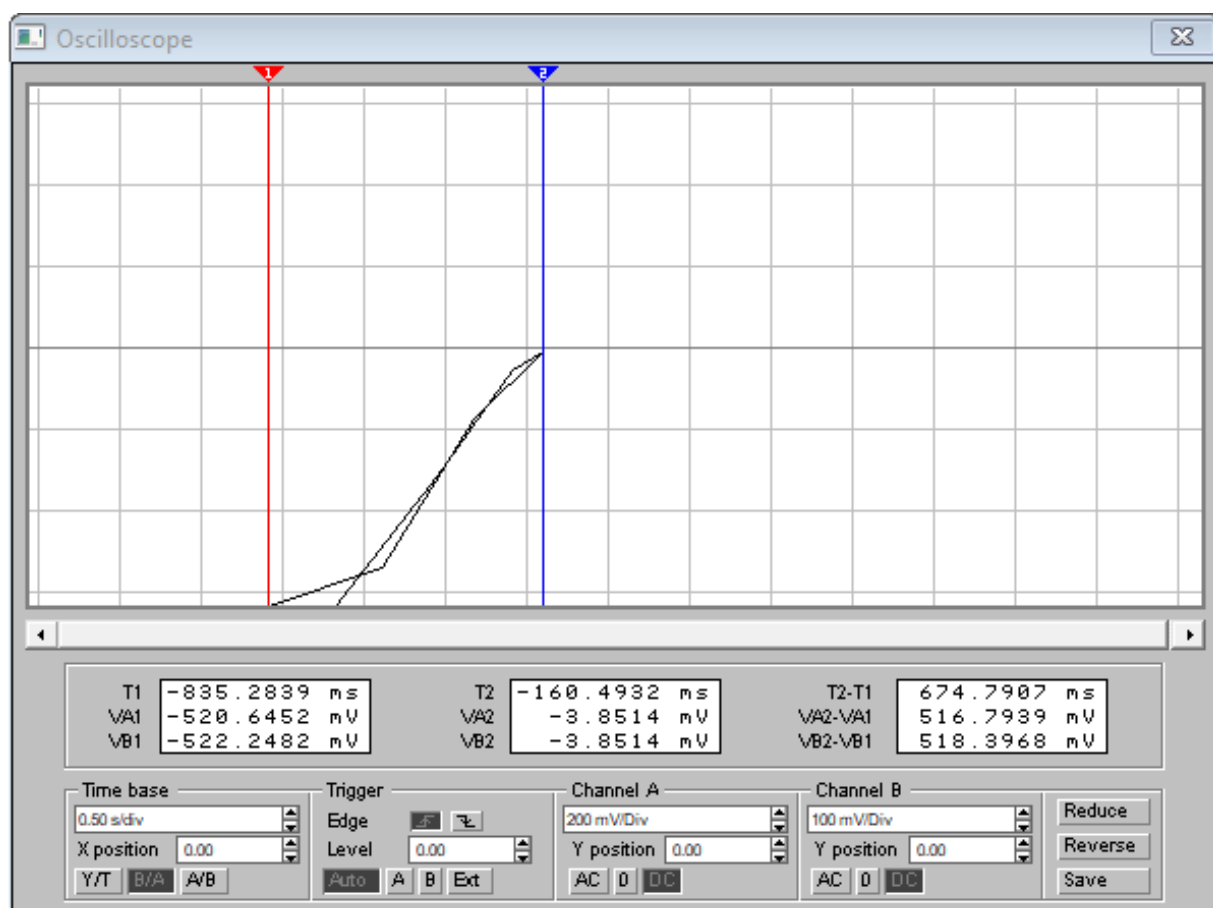 Oscilloscope
1 2
T1 -835.2839 ms T2 -160.4932 ms T2-T1 674.7907 ms
VA1 -520.6452 mV VA2 -3.8514 mV VA2-VA1 516.7939 mV
VB1 -522.2482 mV VB2 -3.8514 mV VB2-VB1 518.3968 mV
Time base Trigger Channel A Channel B
0.50 s/div Edge 200 mV/Div 100 mV/Div Reduce
X position 0.00 Level 0.00 Y position 0.00 Y position 0.00 Reverse
Y/T B/A A/B Auto A B Ext AC 0 DC AC 0 DC Save